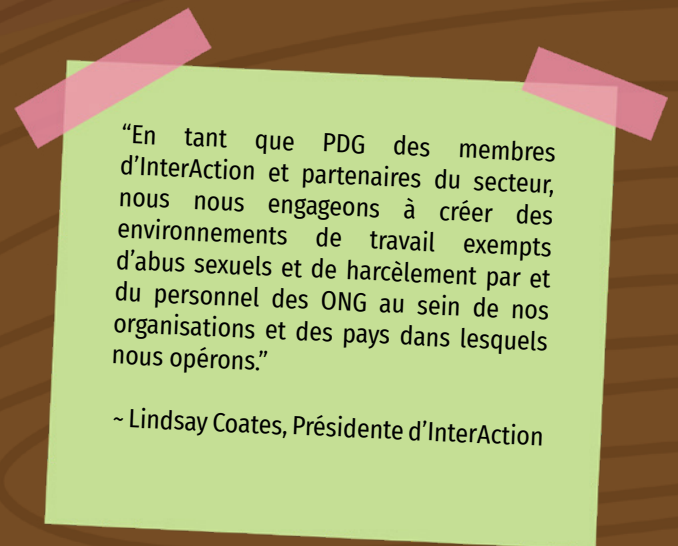 “En tant que PDG des membres
d’InterAction et partenaires du secteur,
nous nous engageons à créer des
environnements de travail exempts
d’abus sexuels et de harcèlement par et
du personnel des ONG au sein de nos
organisations et des pays dans lesquels
nous opérons.”
~ Lindsay Coates, Présidente d’InterAction